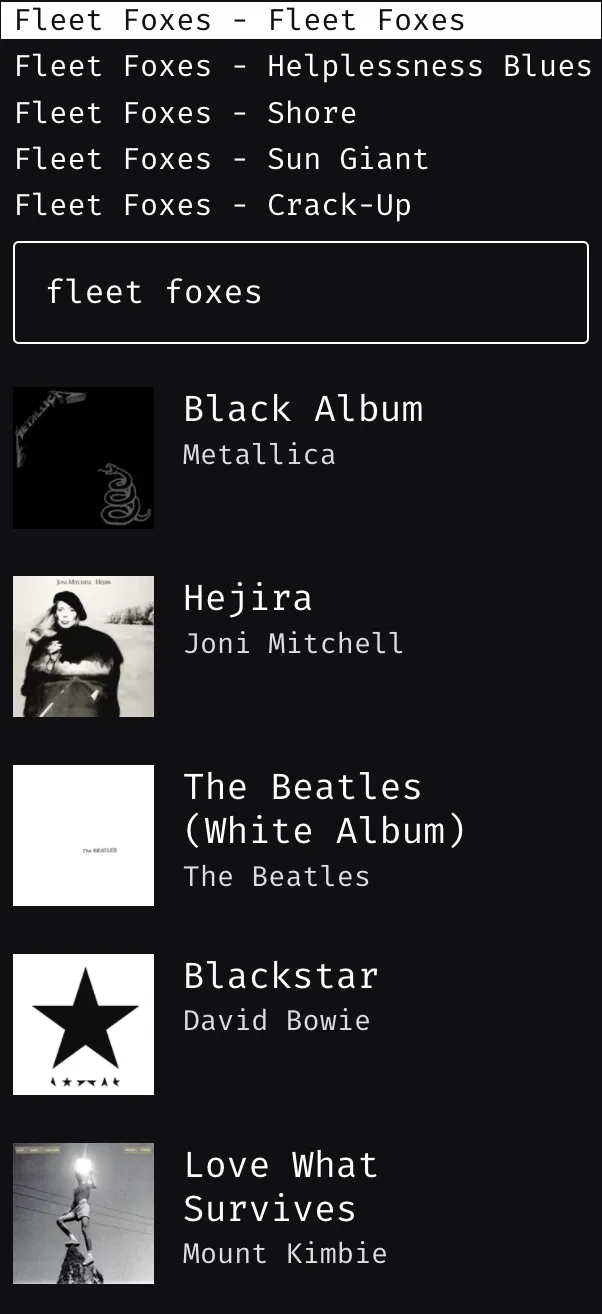 Fleet Foxes - Fleet Foxes
Fleet Foxes - Helplessness Blues
Fleet Foxes - Shore
Fleet Foxes - Sun Giant
Fleet Foxes - Crack-Up
fleet foxes
METALLICA
Black Album
Metallica
JONI MITCHELL HEJIRA
Hejira
Joni Mitchell
The Beatles
(White Album)
The BEATLES
The Beatles
Blackstar
David Bowie
Love What
Survives
Mount Kimbie